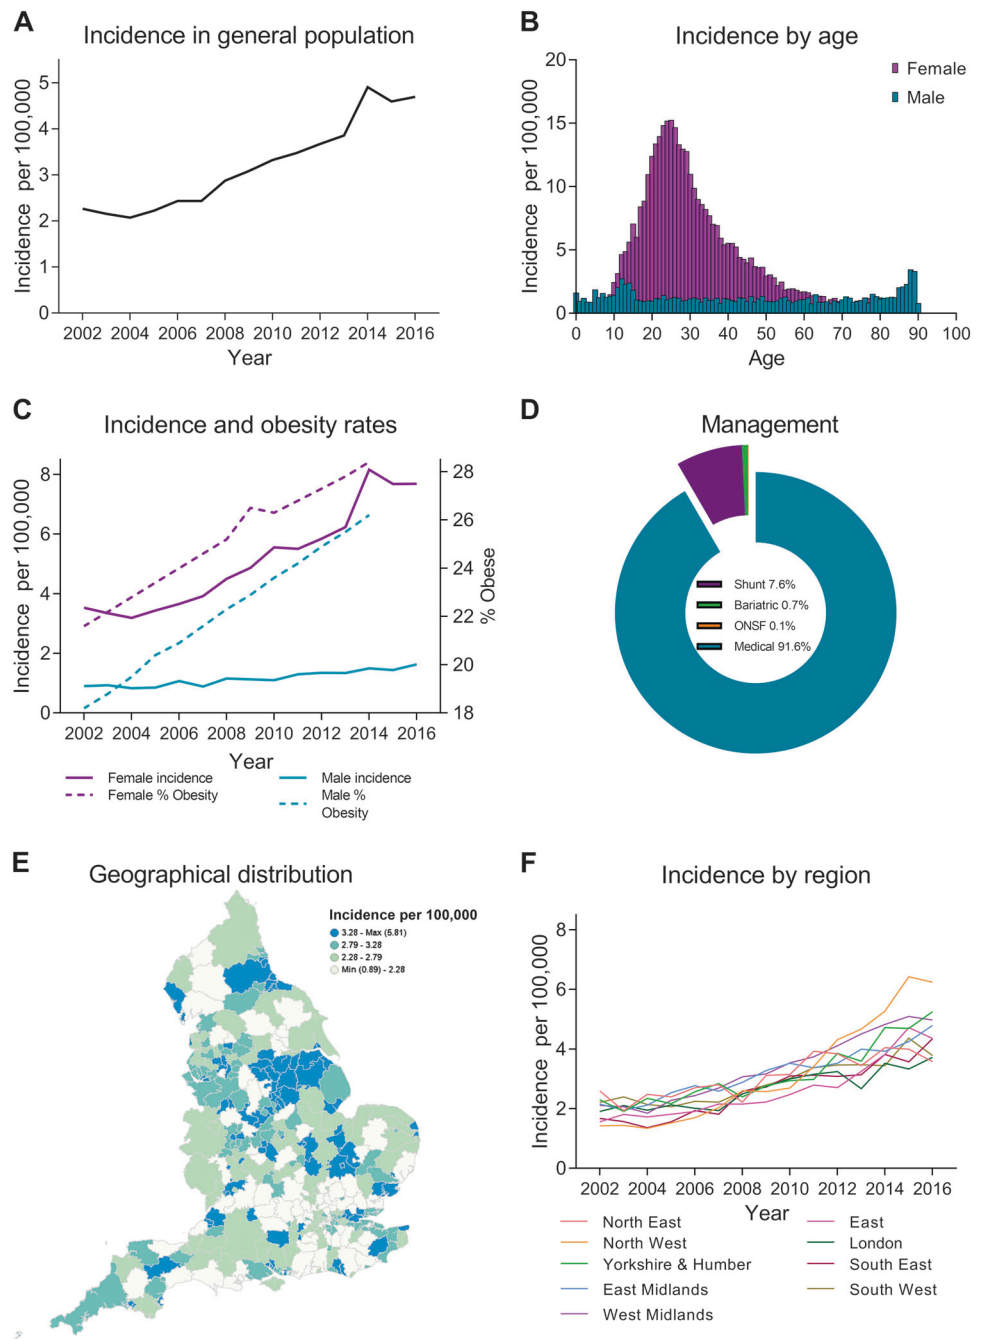 A
Incidence in general population
Incidence per 100,000
5
4
3
2
1
0
2002 2004 2006 2008 2010 2012 2014 2016
Year
B
Incidence by age
Incidence per 100,000
20
15
10
5
0
Female
Male
0 10 20 30 40 50 60 70 80 90 100
Age
C
Incidence and obesity rates
Incidence per 100,000
8
6
4
2
0
28
26
24
22
20
18
% Obese
2002 2004 2006 2008 2010 2012 2014 2016
Year
Female incidence
Female % Obesity
Male incidence
Male %
Obesity
D
Management
Shunt 7.6%
Bariatric 0.7%
ONSF 0.1%
Medical 91.6%
E
Geographical distribution
Incidence per 100,000
3.28 - Max (5.81)
2.79 - 3.28
2.28 - 2.79
Min (0.89) - 2.28
F
Incidence by region
Incidence per 100,000
8
6
4
2
0
2002 2004 2006 2008 2010 2012 2014 2016
Year
North East
North West
Yorkshire & Humber
East Midlands
West Midlands
East
London
South East
South West